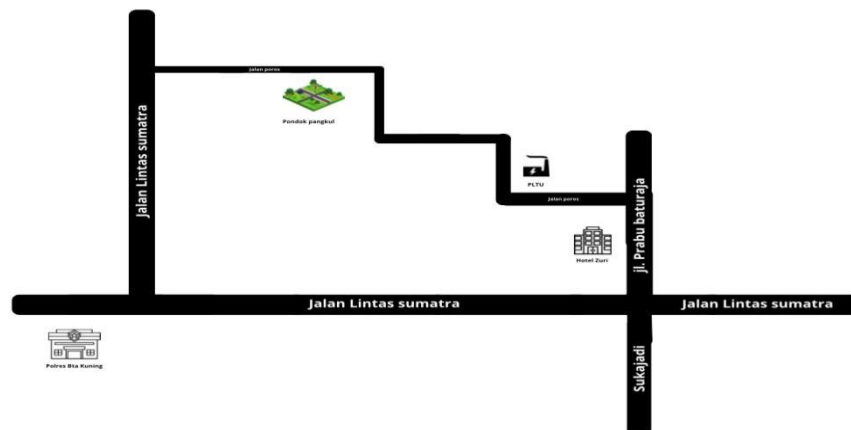 Jalan poros
Pondok pangkul
Jalan Lintas sumatra
PLTU
Jalan poros
jl. Prabu baturaja
Hotel Zuri
Jalan Lintas sumatra
Jalan Lintas sumatra
Polres Bta Kuning
Sukajadi